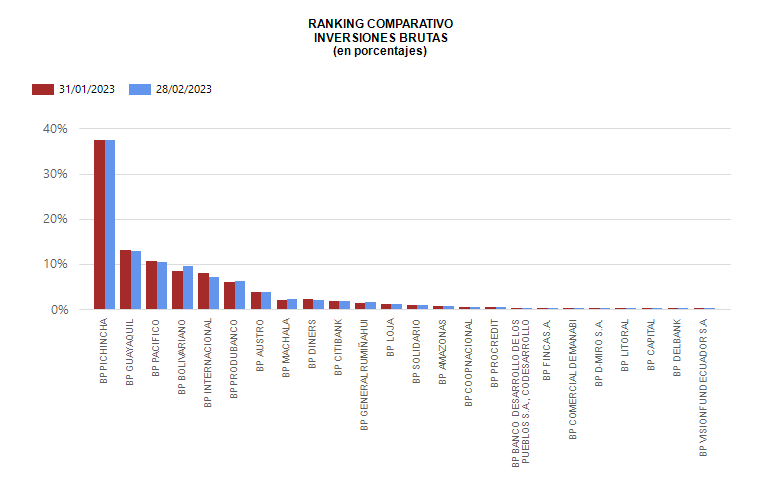 RANKING COMPARATIVO
INVERSIONES BRUTAS
(en porcentajes)
31/01/2023
28/02/2023
40%
30%
20%
10%
0%
BP PICHINCHA
BP GUAYAQUIL
BP PACIFICO
BP BOLIVARIANO
BP INTERNACIONAL
BP PRODUBANCO
BP AUSTRO
BP MACHALA
BP DINERS
BP CITIBANK
BP GENERAL RUMIÑAHUI
BP LOJA
BP SOLIDARIO
BP AMAZONAS
BP COOPNACIONAL
BP PROCREDIT
BP BANCO DESARROLLO DE LOS
PUEBLOS S.A., CODESARROLLO
BP FINCA S.A.
BP COMERCIAL DE MANABI
BP D-MIRO S.A.
BP LITORAL
BP CAPITAL
BP DELBANK
BP VISIONFUND ECUADOR S.A